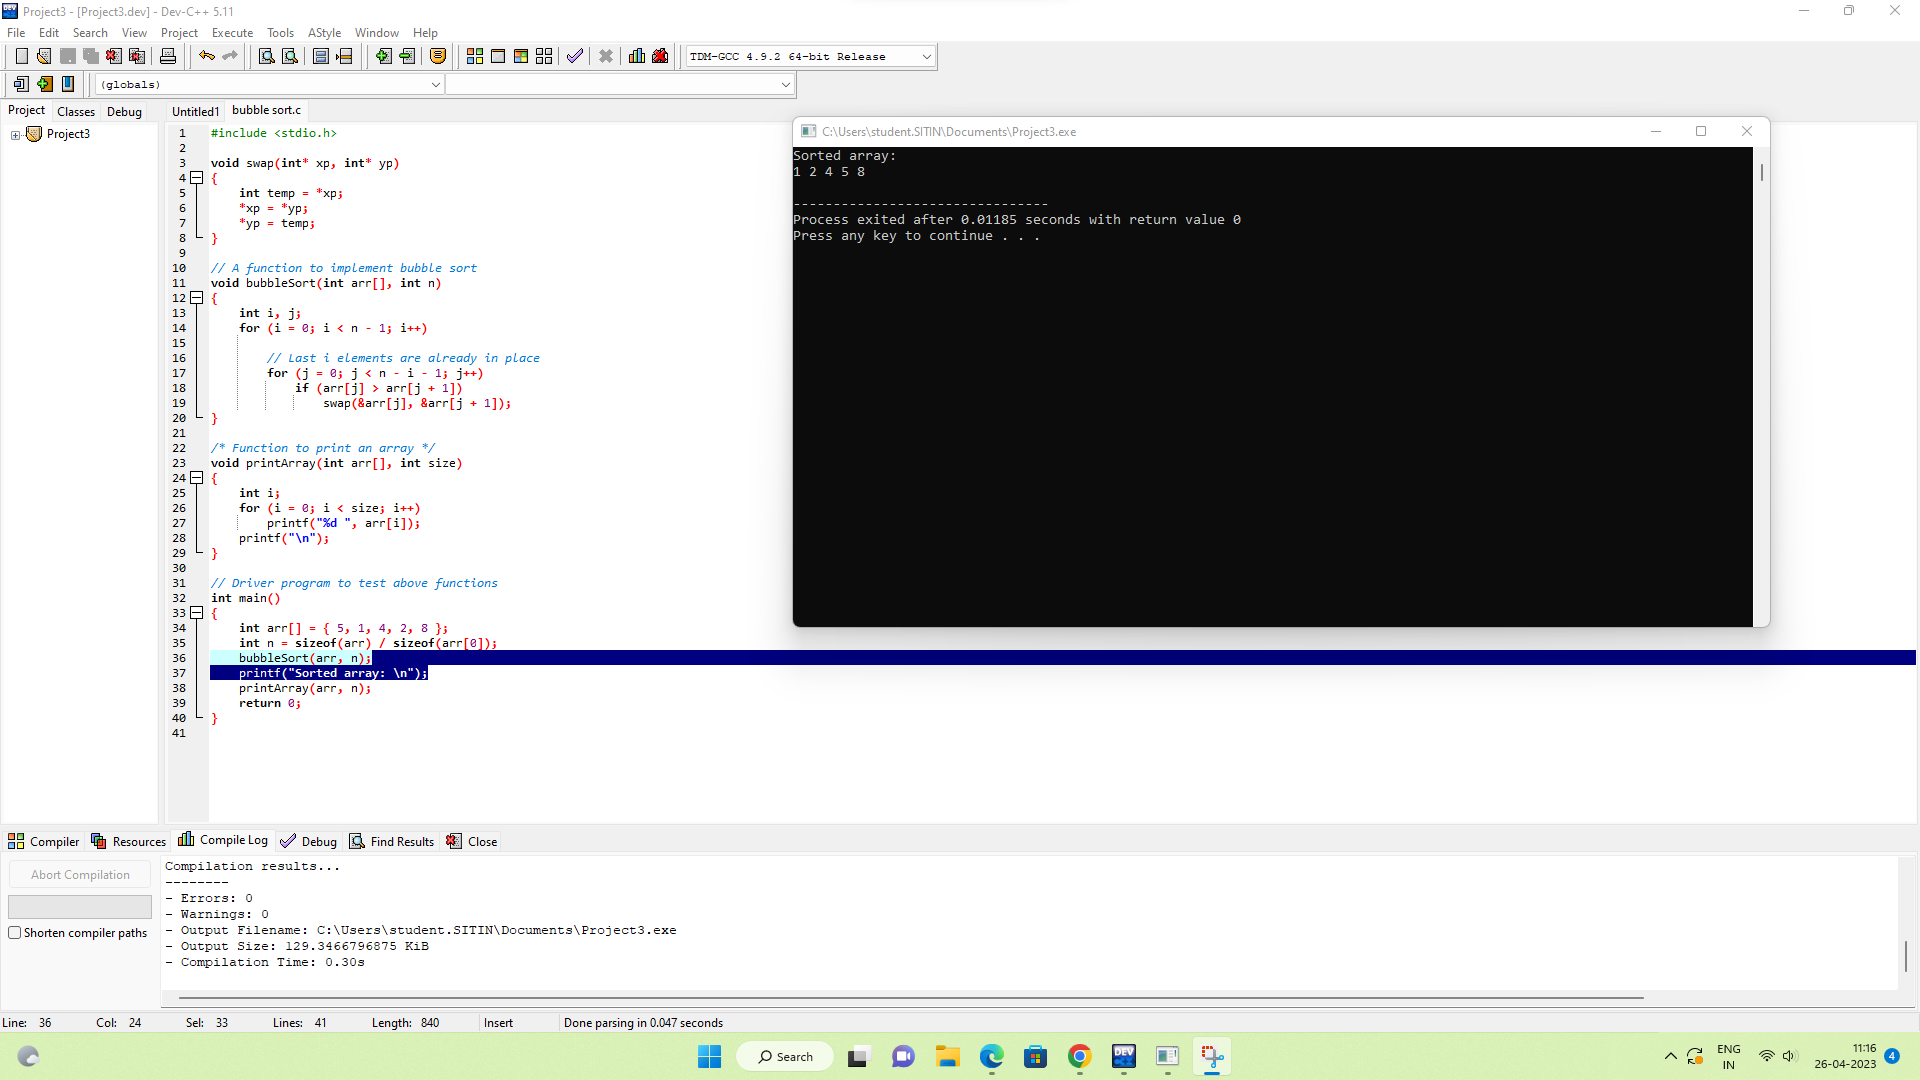 Project3 - [Project3.dev] - Dev-C++ 5.11
File Edit Search View Project Execute Tools AStyle Window Help
TDM-GCC 4.9.2 64-bit Release
(globals)
Project Classes Debug
Untitled1 bubble sort.c
Project3
1 #include <stdio.h>
2
3 void swap(int* xp, int* yp)
4 {
5 int temp = *xp;
6 *xp = *yp;
7 *yp = temp;
8 }
9
10 // A function to implement bubble sort
11 void bubbleSort(int arr[], int n)
12 {
13 int i, j;
14 for (i = 0; i < n - 1; i++)
15
16 // Last i elements are already in place
17 for (j = 0; j < n - i - 1; j++)
18 if (arr[j] > arr[j + 1])
19 swap(&arr[j], &arr[j + 1]);
20 }
21
22 /* Function to print an array */
23 void printArray(int arr[], int size)
24 {
25 int i;
26 for (i = 0; i < size; i++)
27 printf("%d ", arr[i]);
28 printf("\n");
29 }
30
31 // Driver program to test above functions
32 int main()
33 {
34 int arr[] = { 5, 1, 4, 2, 8 };
35 int n = sizeof(arr) / sizeof(arr[0]);
36 bubbleSort(arr, n);
37 printf("Sorted array: \n");
38 printArray(arr, n);
39 return 0;
40 }
41
C:\Users\student.SITIN\Documents\Project3.exe
Sorted array:
1 2 4 5 8
--------------------------------
Process exited after 0.01185 seconds with return value 0
Press any key to continue . . .
Compiler Resources Compile Log Debug Find Results Close
Abort Compilation
Shorten compiler paths
Compilation results...
--------
- Errors: 0
- Warnings: 0
- Output Filename: C:\Users\student.SITIN\Documents\Project3.exe
- Output Size: 129.3466796875 KiB
- Compilation Time: 0.30s
Line: 36 Col: 24 Sel: 33 Lines: 41 Length: 840 Insert Done parsing in 0.047 seconds
Search
DEV
ENG
IN
11:16
26-04-2023
4